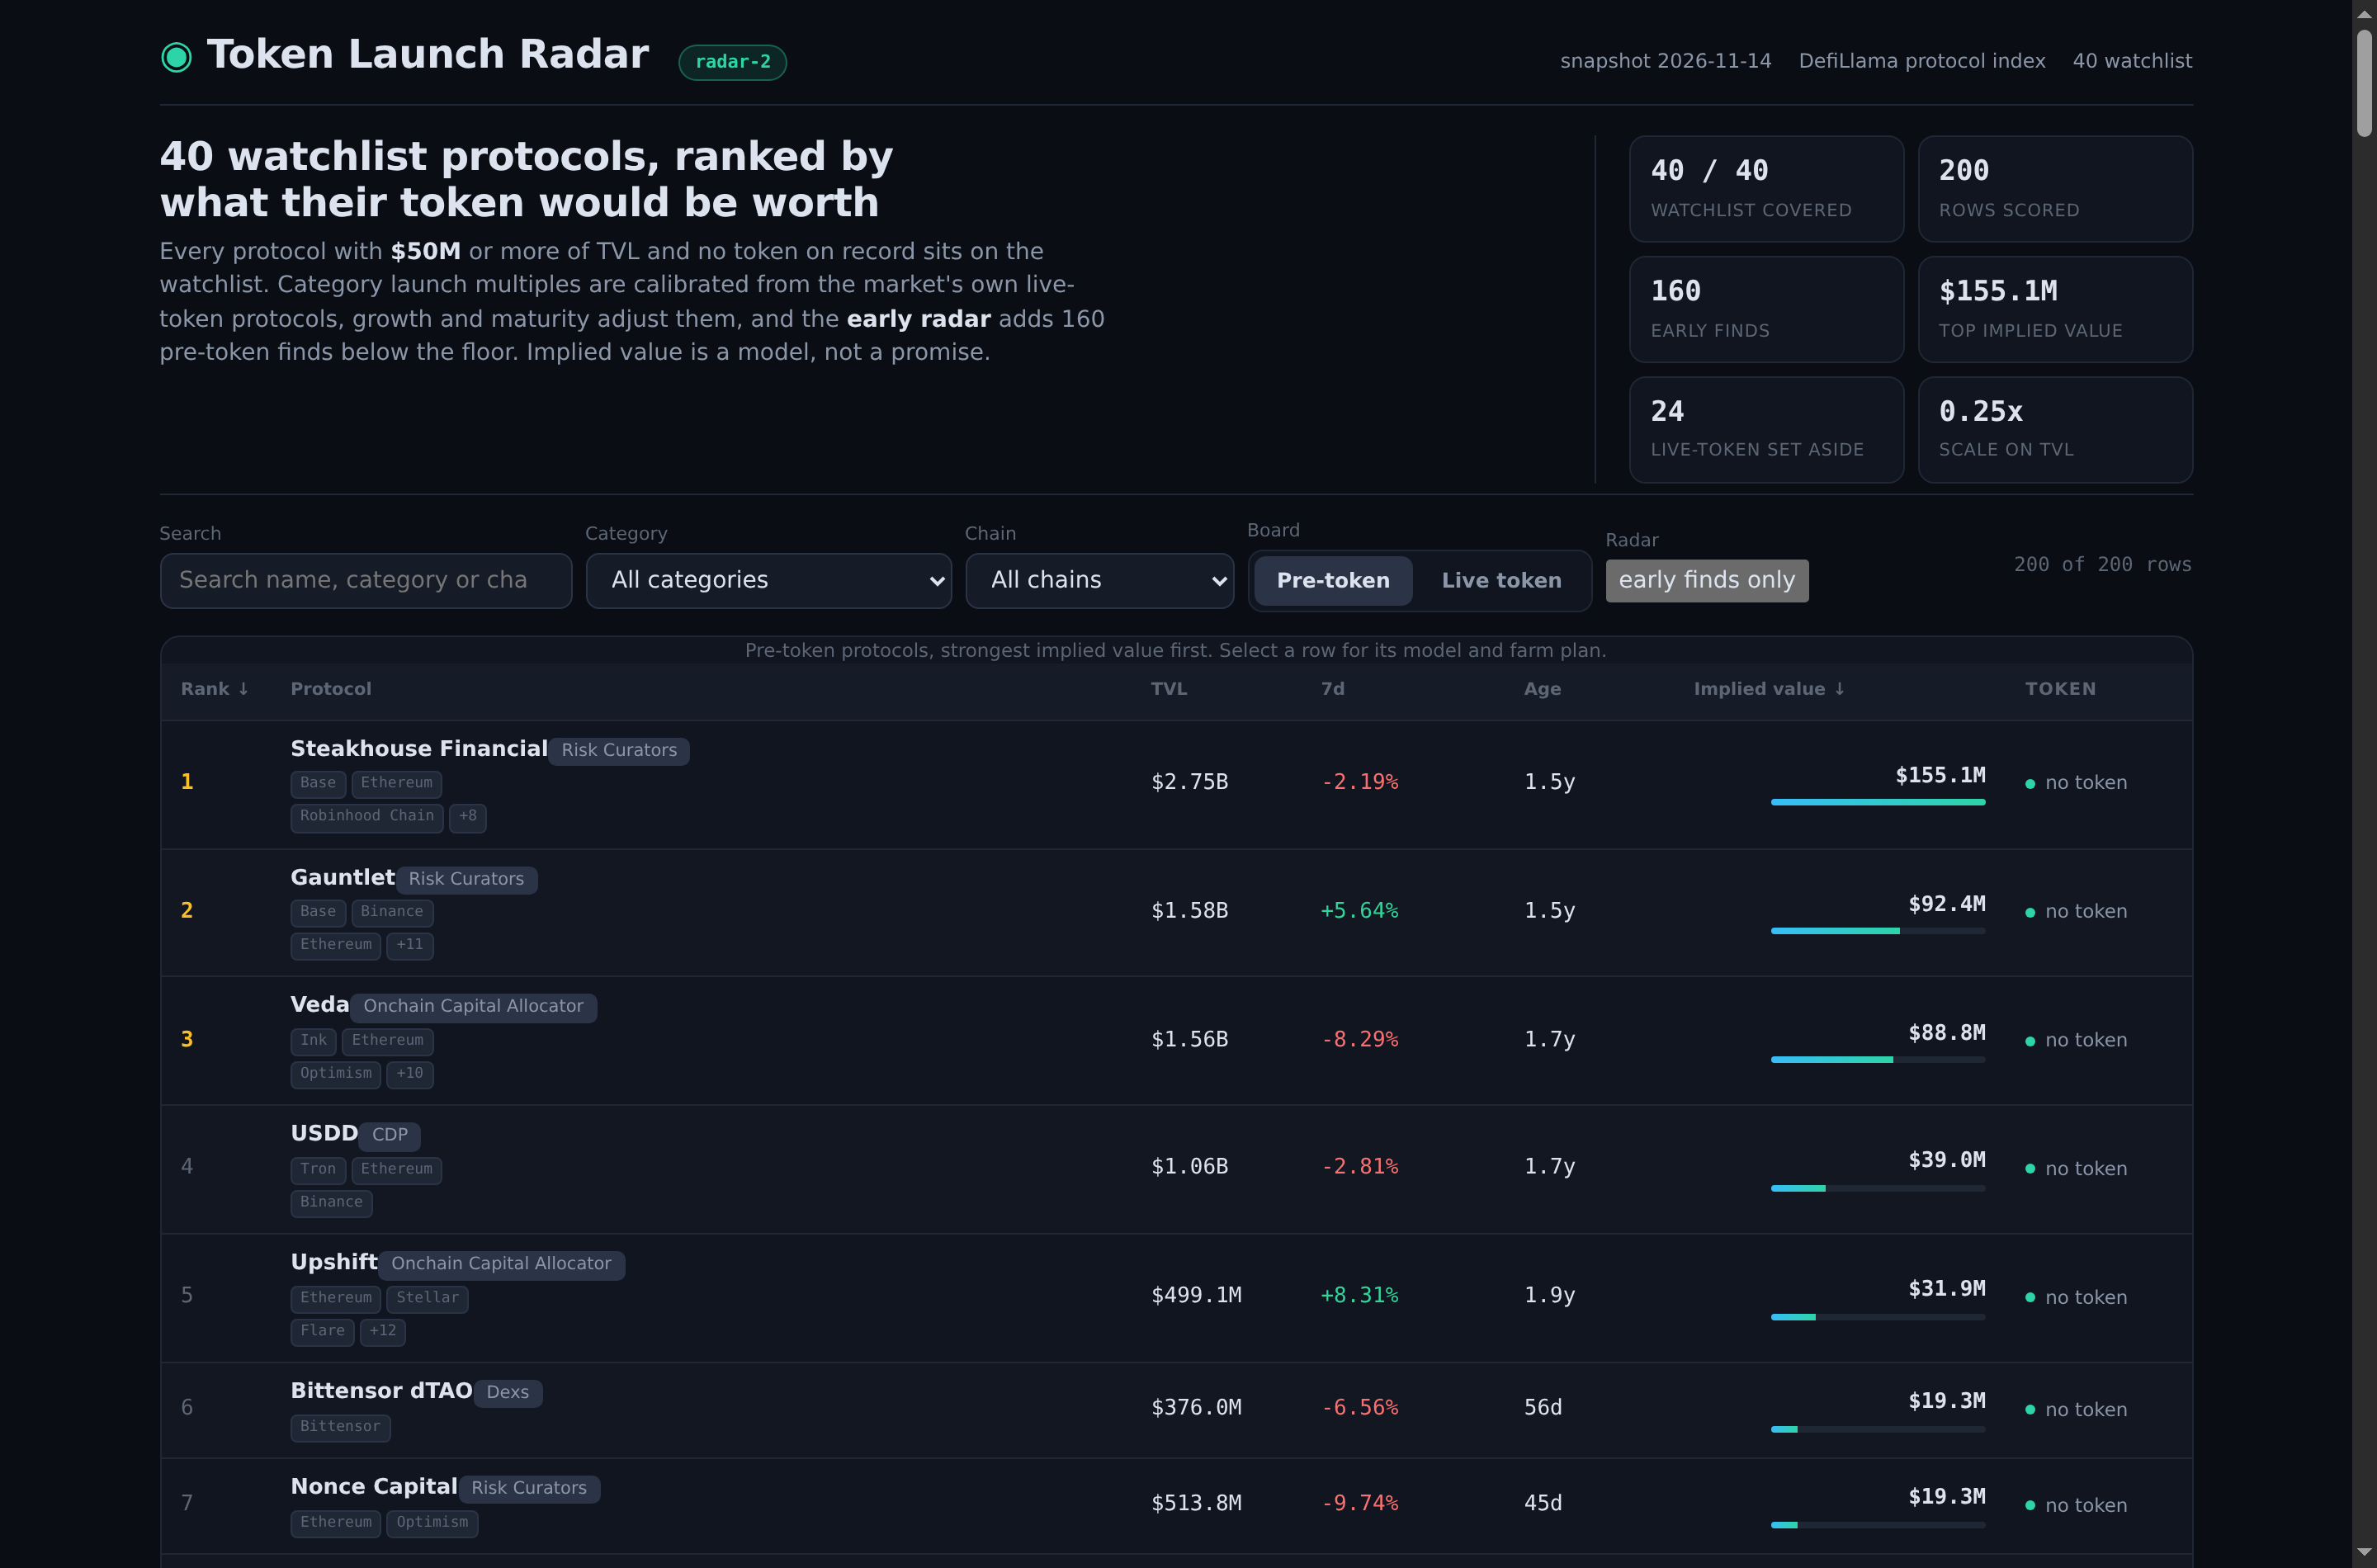 Token Launch Radar radar-2
snapshot 2026-11-14 DefiLlama protocol index 40 watchlist
40 watchlist protocols, ranked by
what their token would be worth
Every protocol with $50M or more of TVL and no token on record sits on the
watchlist. Category launch multiples are calibrated from the market's own live-
token protocols, growth and maturity adjust them, and the early radar adds 160
pre-token finds below the floor. Implied value is a model, not a promise.
40 / 40
WATCHLIST COVERED
200
ROWS SCORED
160
EARLY FINDS
$155.1M
TOP IMPLIED VALUE
24
LIVE-TOKEN SET ASIDE
0.25x
SCALE ON TVL
Search
Search name, category or cha
Category
All categories
Chain
All chains
Board
Pre-token Live token
Radar
early finds only
200 of 200 rows
Pre-token protocols, strongest implied value first. Select a row for its model and farm plan.
Rank ↓ Protocol TVL 7d Age Implied value ↓ TOKEN
1 Steakhouse Financial Risk Curators
Base Ethereum
Robinhood Chain +8
$2.75B -2.19% 1.5y $155.1M no token
2 Gauntlet Risk Curators
Base Binance
Ethereum +11
$1.58B +5.64% 1.5y $92.4M no token
3 Veda Onchain Capital Allocator
Ink Ethereum
Optimism +10
$1.56B -8.29% 1.7y $88.8M no token
4 USDD CDP
Tron Ethereum
Binance
$1.06B -2.81% 1.7y $39.0M no token
5 Upshift Onchain Capital Allocator
Ethereum Stellar
Flare +12
$499.1M +8.31% 1.9y $31.9M no token
6 Bittensor dTAO Dexs
Bittensor
$376.0M -6.56% 56d $19.3M no token
7 Nonce Capital Risk Curators
Ethereum Optimism
$513.8M -9.74% 45d $19.3M no token